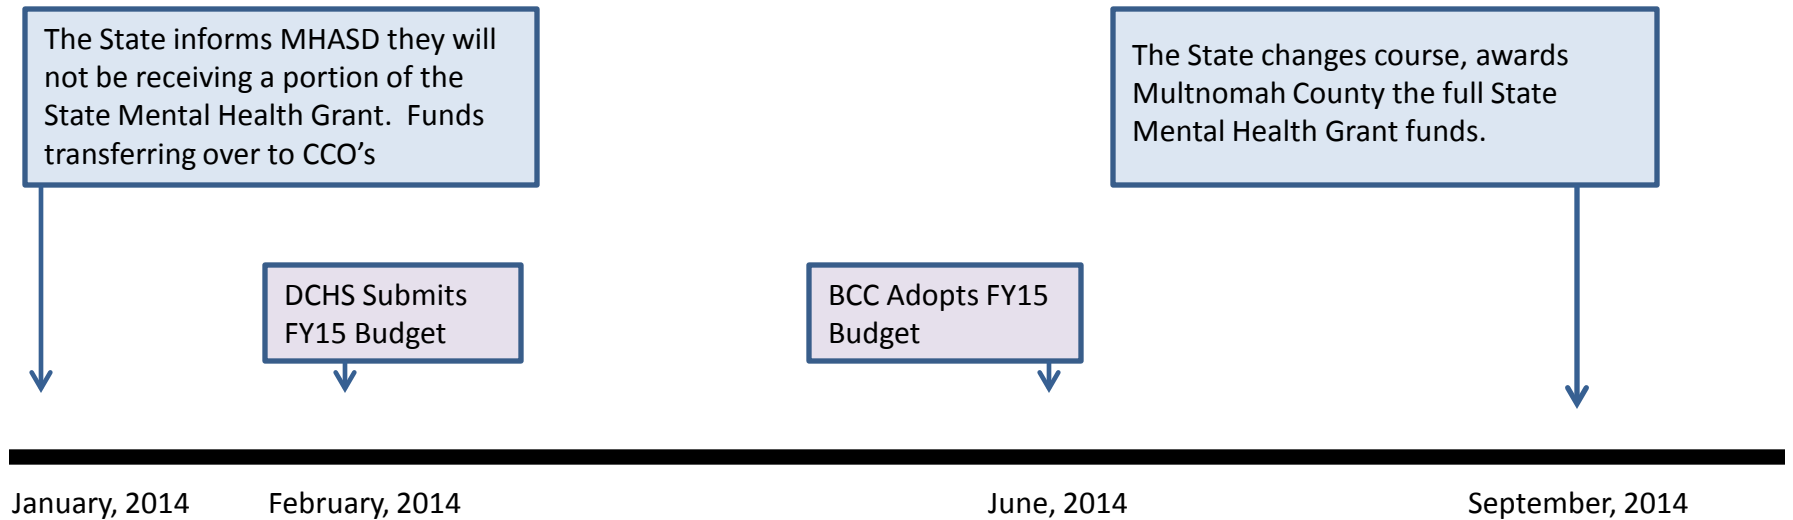 The State informs MHASD they will
not be receiving a portion of the
State Mental Health Grant.  Funds
transferring over to CCO’s
The State changes course, awards
Multnomah County the full State
Mental Health Grant funds.
DCHS Submits
FY15 Budget
BCC Adopts FY15
Budget
January, 2014
February, 2014
June, 2014
September, 2014